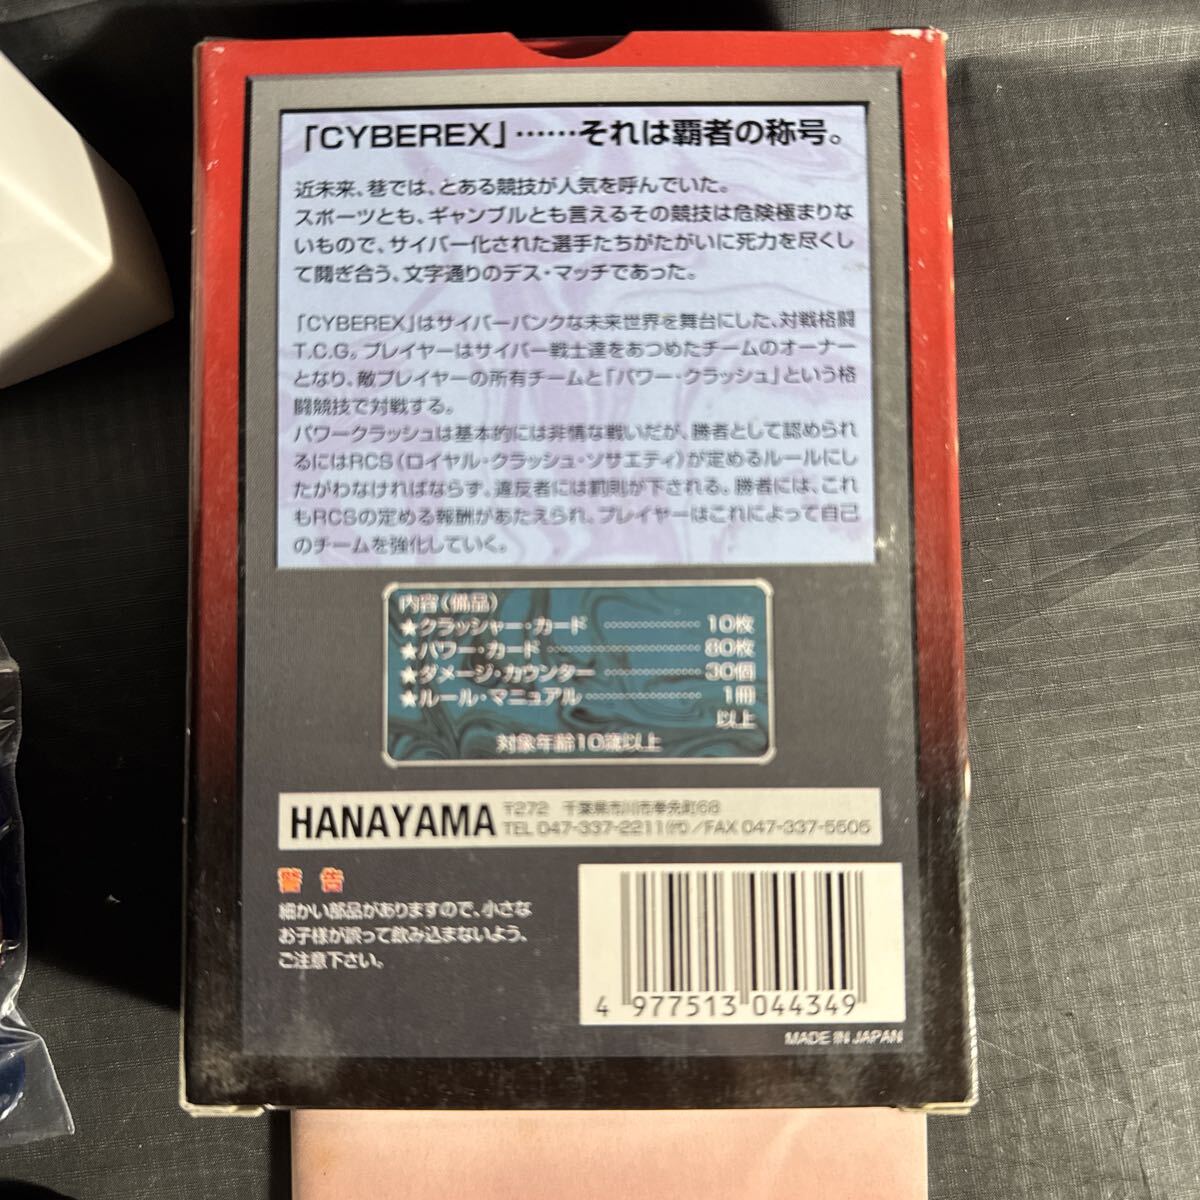 「CYBEREX」……それは覇者の称号。
近未来、巷では、とある競技が人気を呼んでいた。
スポーツとも、ギャンブルとも言えるその競技は危険極まりな
いもので、サイバー化された選手たちがたがいに死力を尽くし
て鬩ぎ合う、文字通りのデス・マッチであった。
「CYBEREX」はサイバーパンクな未来世界を舞台にした、対戦格闘
T.C.G。プレイヤーはサイバー戦士達をあつめたチームのオーナー
となり、敵プレイヤーの所有チームと「パワー・クラッシュ」という格
闘競技で対戦する。
パワークラッシュは基本的には非情な戦いだが、勝者として認められ
るにはRCS（ロイヤル・クラッシュ・ソサエティ）が定めるルールにし
たがわなければならず、違反者には罰則が下される。勝者には、これ
もRCSの定める報酬があたえられ、プレイヤーはこれによって自己
のチームを強化していく。
内容（備品）
★クラッシャー・カード ……………… 10枚
★パワー・カード ……………… 80枚
★ダメージ・カウンター ……………… 30個
★ルール・マニュアル ……………… 1冊
以上
対象年齢10歳以上
HANAYAMA
〒272 千葉県市川市奉免町68
TEL 047-337-2211㈹/FAX 047-337-5505
警告
細かい部品がありますので、小さな
お子様が誤って飲み込まないよう、
ご注意下さい。
4 977513 044349
MADE IN JAPAN